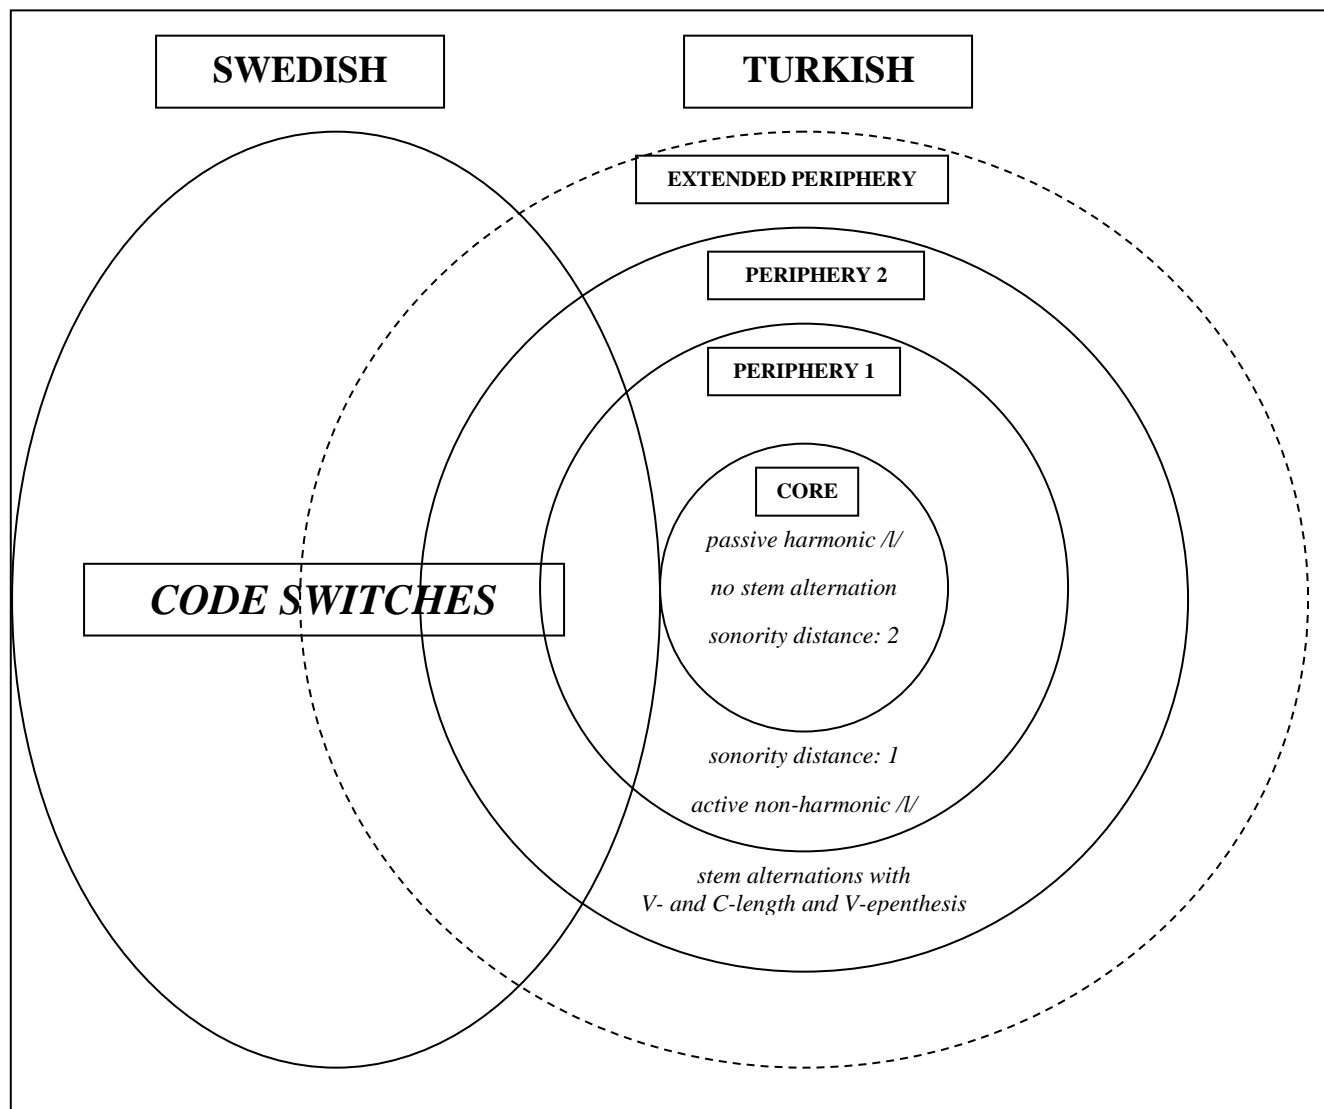 SWEDISH
TURKISH
EXTENDED PERIPHERY
PERIPHERY 2
PERIPHERY 1
CORE
passive harmonic /l/
no stem alternation
CODE SWITCHES
sonority distance: 2
sonority distance: 1
active non-harmonic /l/
stem alternations with
V- and C-length and V-epenthesis